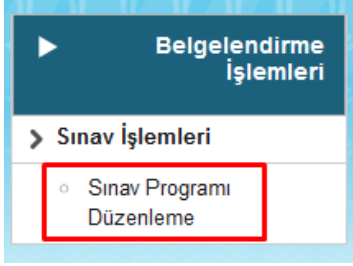 Belgelendirme
İşlemleri
Sınav İşlemleri
Sınav Programı
Düzenleme